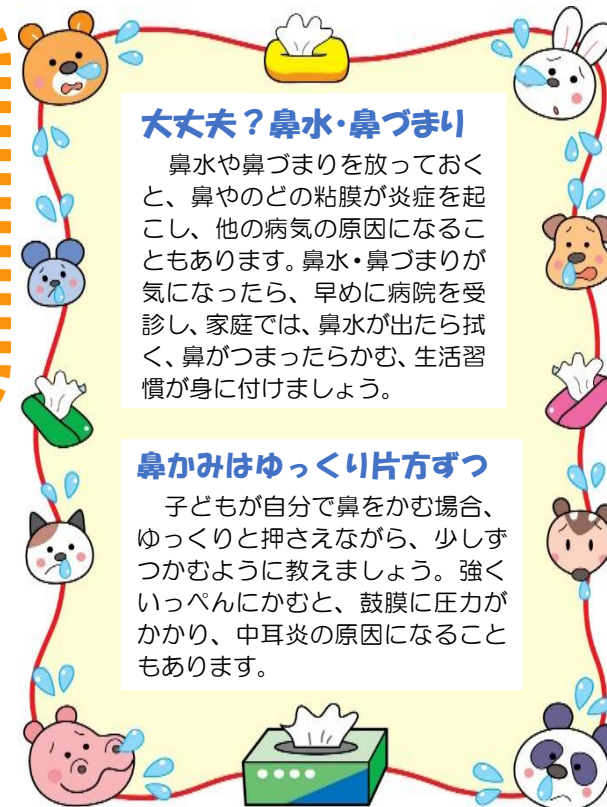 大丈夫？鼻水・鼻づまり
　鼻水や鼻づまりを放っておく
と、鼻やのどの粘膜が炎症を起
こし、他の病気の原因になるこ
ともあります。鼻水・鼻づまりが
気になったら、早めに病院を受
診し、家庭では、鼻水が出たら拭
く、鼻がつまったらかむ、生活習
慣が身に付けましょう。
鼻かみはゆっくり片方ずつ
　子どもが自分で鼻をかむ場合、
ゆっくりと押さえながら、少しず
つかむように教えましょう。強く
いっぺんにかむと、鼓膜に圧力が
かかり、中耳炎の原因になること
もあります。